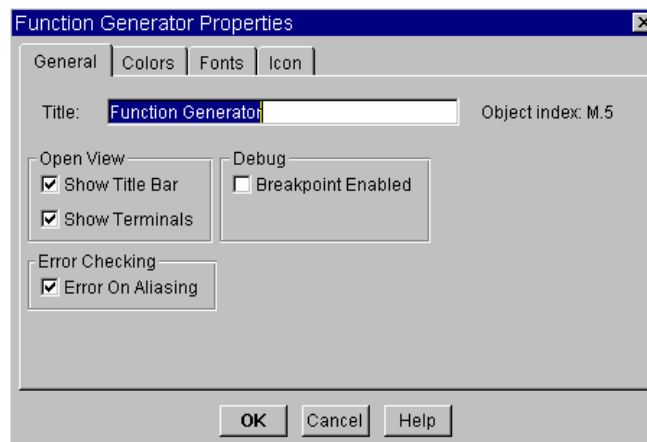 Function Generator Properties
General Colors Fonts Icon
Title: Function Generator Object index: M.5
Open View Debug
Show Title Bar Breakpoint Enabled
Show Terminals
Error Checking
Error On Aliasing
OK Cancel Help